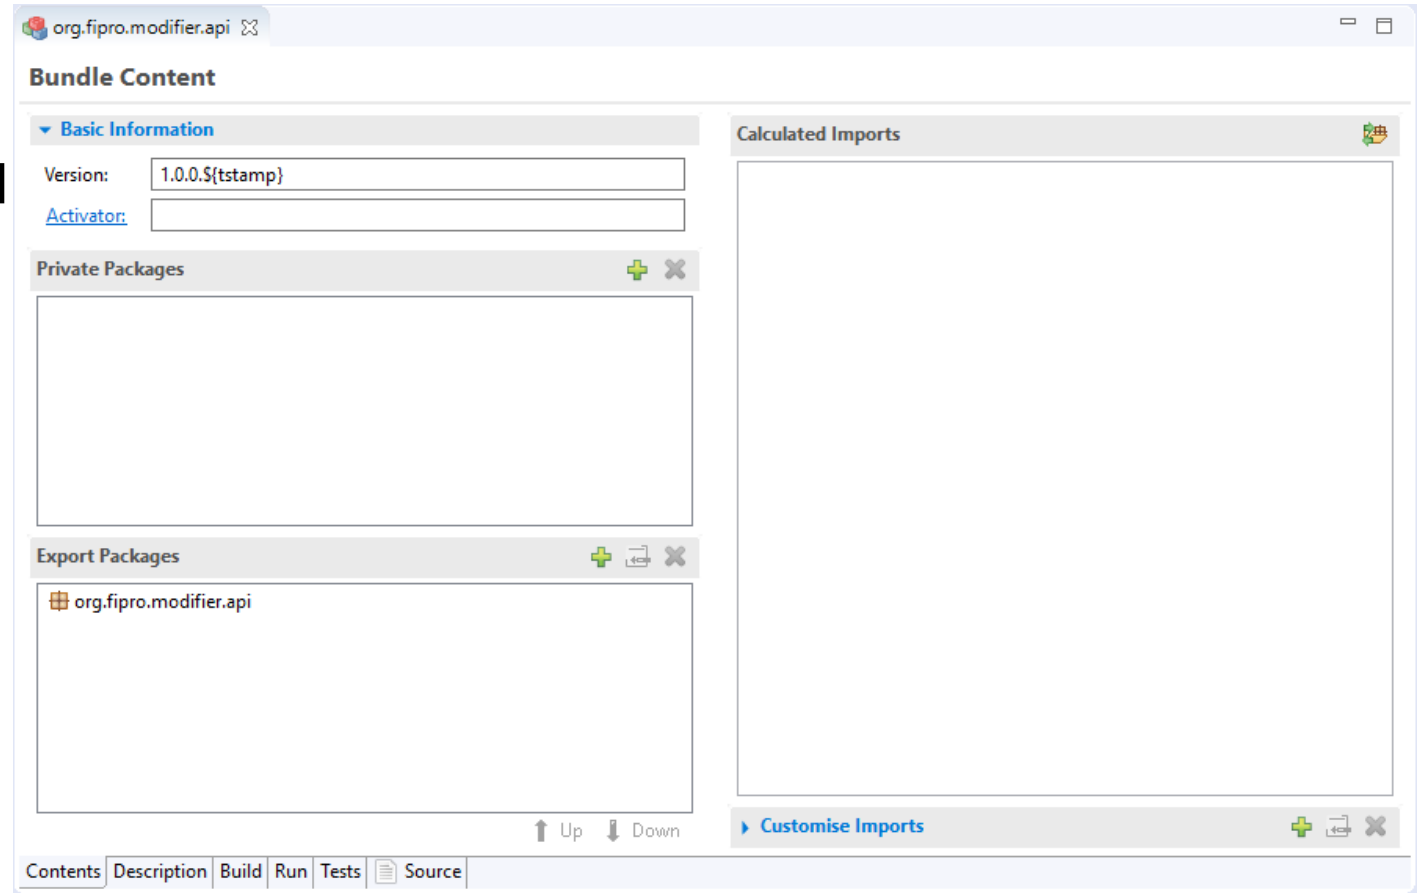 org.fipro.modifier.api
Bundle Content
Basic Information
Version: 1.0.0.${tstamp}
Activator:
Private Packages
Export Packages
org.fipro.modifier.api
Up Down
Calculated Imports
Customise Imports
Contents Description Build Run Tests Source